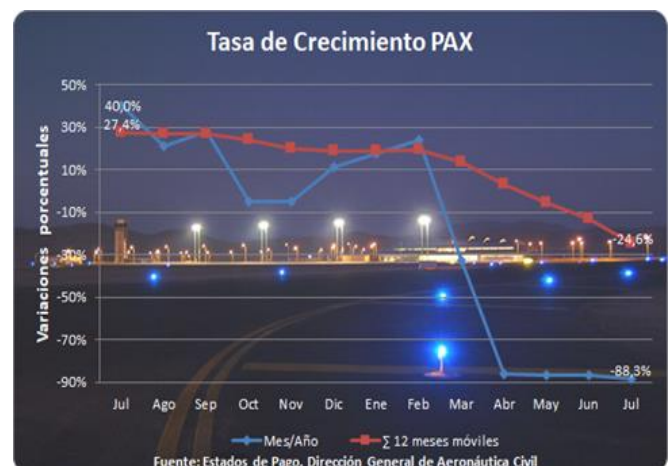 Tasa de Crecimiento PAX
Variaciones porcentuales
50%
30%
10%
-10%
-30%
-50%
-70%
-90%
40,0%
27,4%
-24,6%
-88,3%
Jul Ago Sep Oct Nov Dic Ene Feb Mar Abr May Jun Jul
Mes/Año ∑ 12 meses móviles
Fuente: Estados de Pago, Dirección General de Aeronáutica Civil